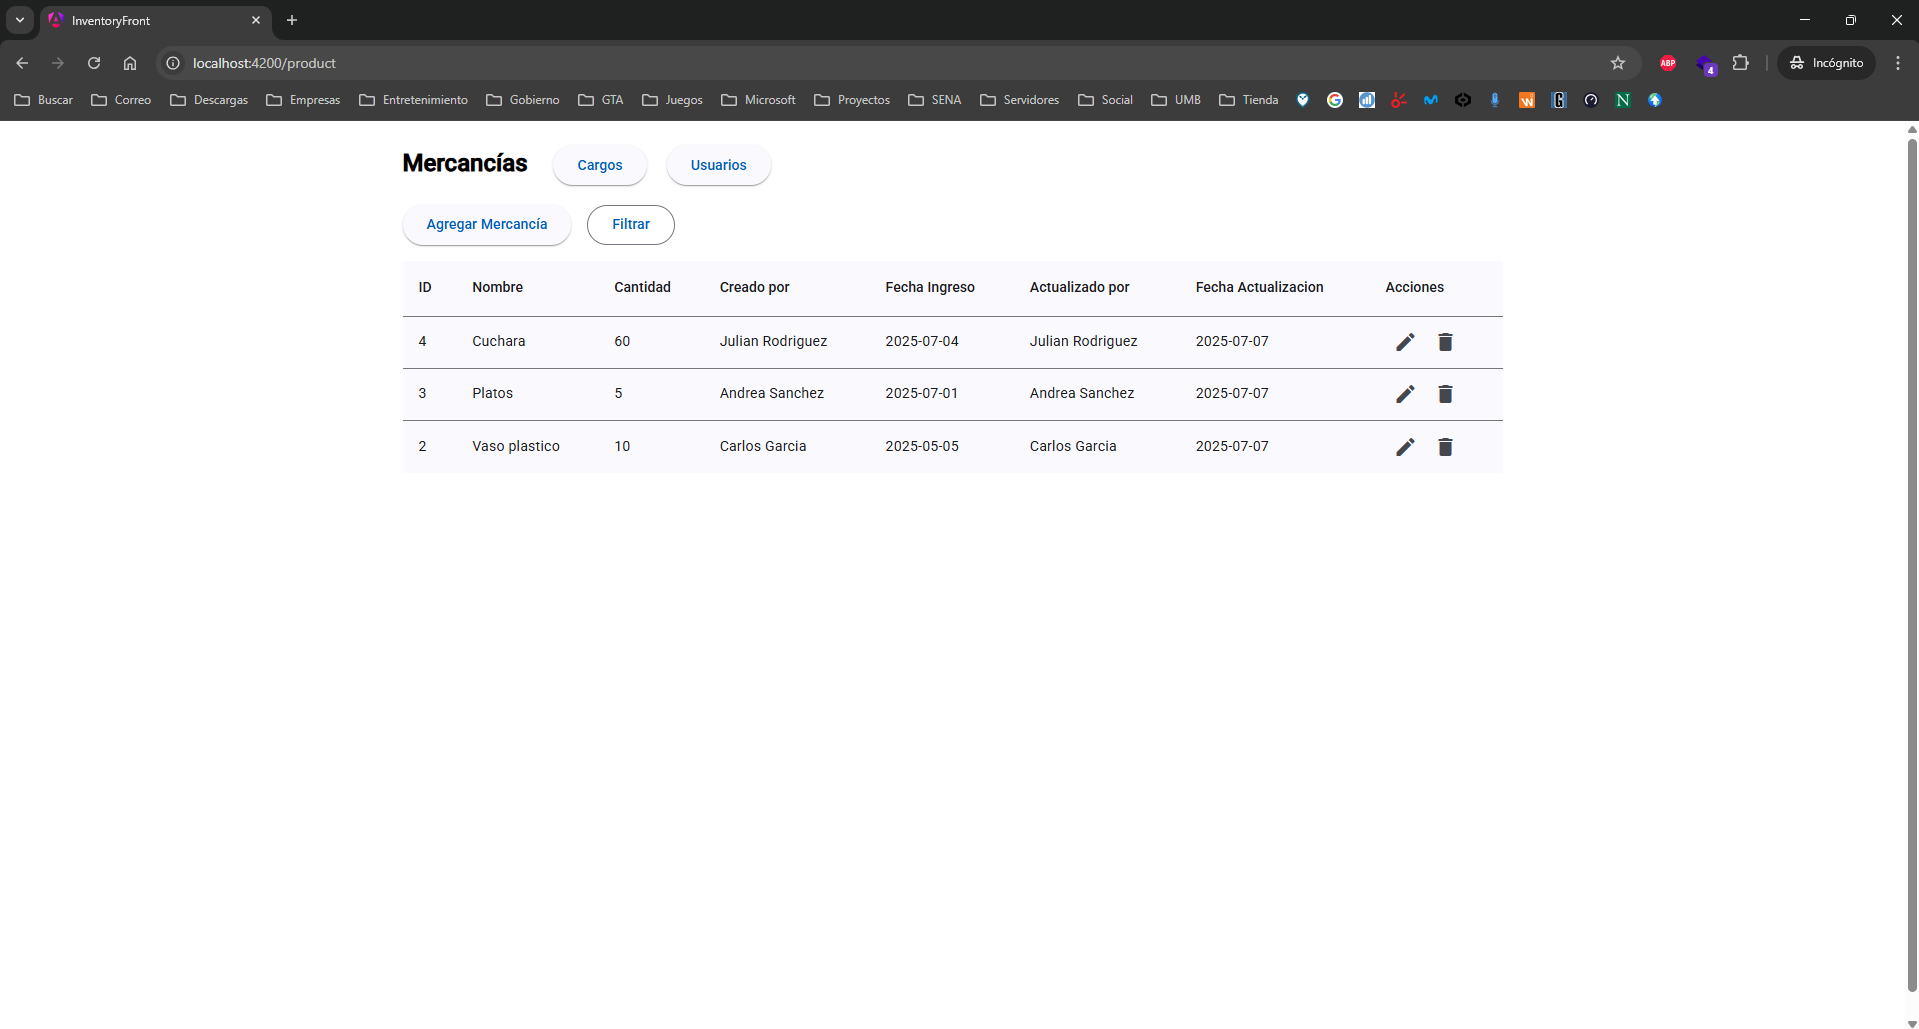 InventoryFront
localhost:4200/product
ABP
4
Incógnito
Buscar Correo Descargas Empresas Entretenimiento Gobierno GTA Juegos Microsoft Proyectos SENA Servidores Social UMB Tienda
Mercancías Cargos Usuarios
Agregar Mercancía Filtrar
ID Nombre Cantidad Creado por Fecha Ingreso Actualizado por Fecha Actualizacion Acciones
4 Cuchara 60 Julian Rodriguez 2025-07-04 Julian Rodriguez 2025-07-07
3 Platos 5 Andrea Sanchez 2025-07-01 Andrea Sanchez 2025-07-07
2 Vaso plastico 10 Carlos Garcia 2025-05-05 Carlos Garcia 2025-07-07